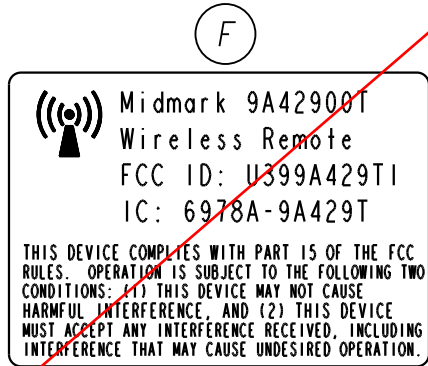 F
Midmark 9A42900T
Wireless Remote
FCC ID: U399A429T1
IC: 6978A-9A429T
THIS DEVICE COMPLIES WITH PART 15 OF THE FCC
RULES. OPERATION IS SUBJECT TO THE FOLLOWING TWO
CONDITIONS: (1) THIS DEVICE MAY NOT CAUSE
HARMFUL INTERFERENCE, AND (2) THIS DEVICE
MUST ACCEPT ANY INTERFERENCE RECEIVED, INCLUDING
INTERFERENCE THAT MAY CAUSE UNDESIRED OPERATION.